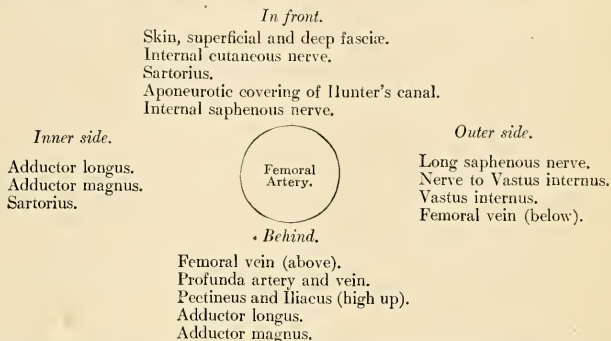 In front.
Skin, superficial and deep fasciæ.
Internal cutaneous nerve.
Sartorius.
Aponeurotic covering of Hunter's canal.
Internal saphenous nerve.
Inner side.
Adductor longus.
Adductor magnus.
Sartorius.
Femoral
Artery.
Outer side.
Long saphenous nerve.
Nerve to Vastus internus.
Vastus internus.
Femoral vein (below).
Behind.
Femoral vein (above).
Profunda artery and vein.
Pectineus and Iliacus (high up).
Adductor longus.
Adductor magnus.